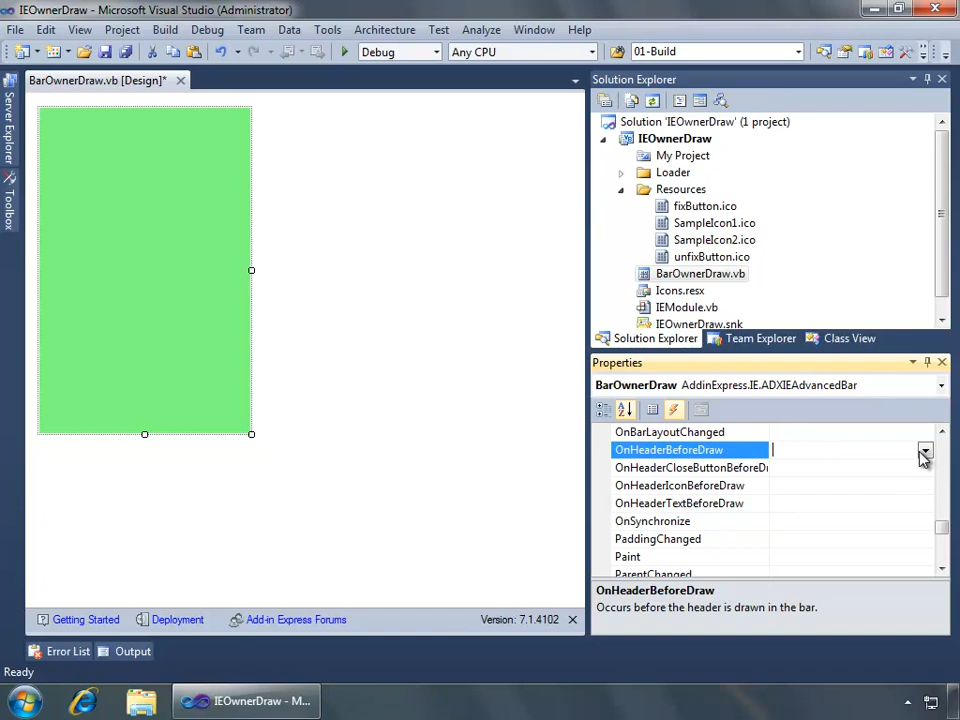 IEOwnerDraw - Microsoft Visual Studio (Administrator)
File Edit View Project Build Debug Team Data Tools Architecture Test Analyze Window Help
Debug Any CPU 01-Build
BarOwnerDraw.vb [Design]*
Server Explorer
Toolbox
Solution Explorer
Solution 'IEOwnerDraw' (1 project)
IEOwnerDraw
My Project
Loader
Resources
fixButton.ico
SampleIcon1.ico
SampleIcon2.ico
unfixButton.ico
BarOwnerDraw.vb
Icons.resx
IEModule.vb
IEOwnerDraw.snk
Solution Explorer Team Explorer Class View
Properties
BarOwnerDraw AddinExpress.IE.ADXIEAdvancedBar
OnBarLayoutChanged
OnHeaderBeforeDraw
OnHeaderCloseButtonBeforeDr
OnHeaderIconBeforeDraw
OnHeaderTextBeforeDraw
OnSynchronize
PaddingChanged
Paint
ParentChanged
OnHeaderBeforeDraw
Occurs before the header is drawn in the bar.
Getting Started Deployment Add-in Express Forums Version: 7.1.4102
Error List Output
Ready
IEOwnerDraw - M...